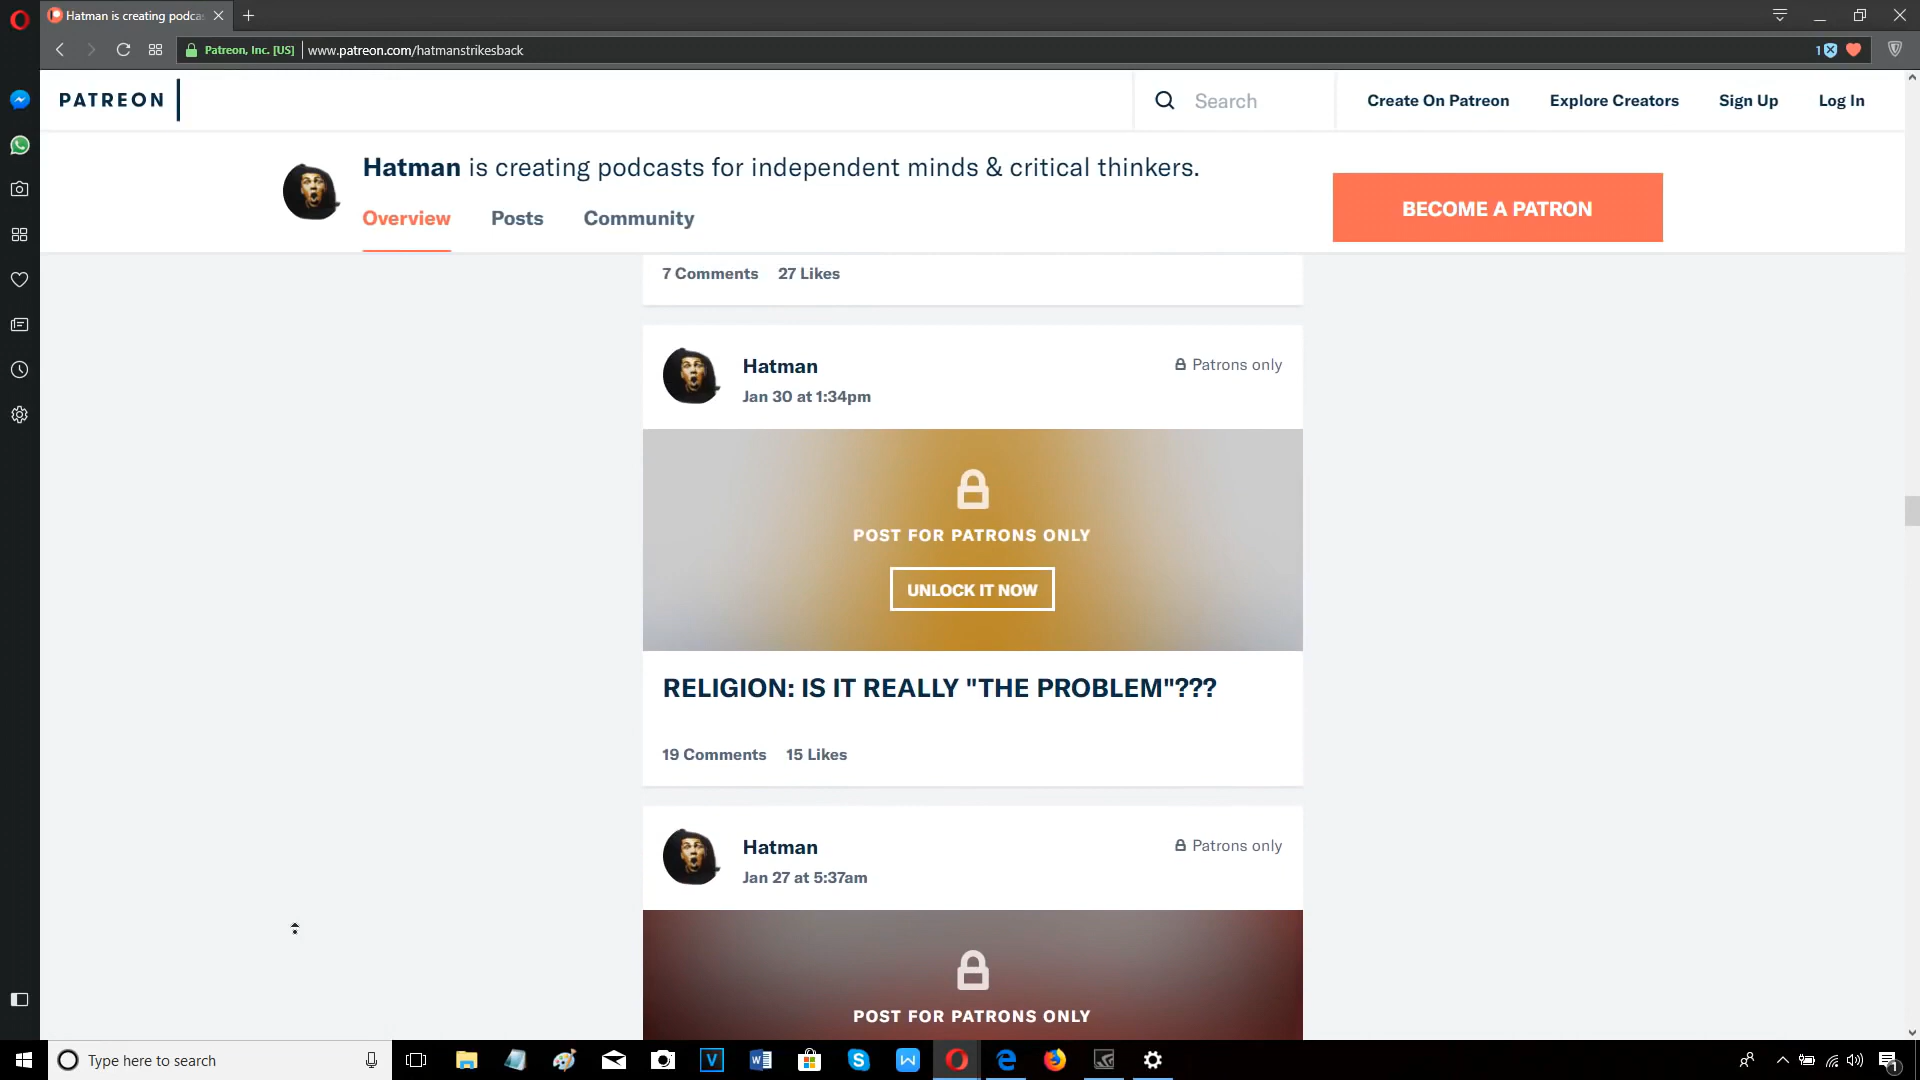 Hatman is creating podca
Patreon, Inc. [US] www.patreon.com/hatmanstrikesback
1
PATREON
Search
Create On Patreon
Explore Creators
Sign Up
Log In
Hatman is creating podcasts for independent minds & critical thinkers.
Overview
Posts
Community
BECOME A PATRON
7 Comments 27 Likes
Hatman
Patrons only
Jan 30 at 1:34pm
POST FOR PATRONS ONLY
UNLOCK IT NOW
RELIGION: IS IT REALLY "THE PROBLEM"???
19 Comments 15 Likes
Hatman
Patrons only
Jan 27 at 5:37am
POST FOR PATRONS ONLY
Type here to search
1